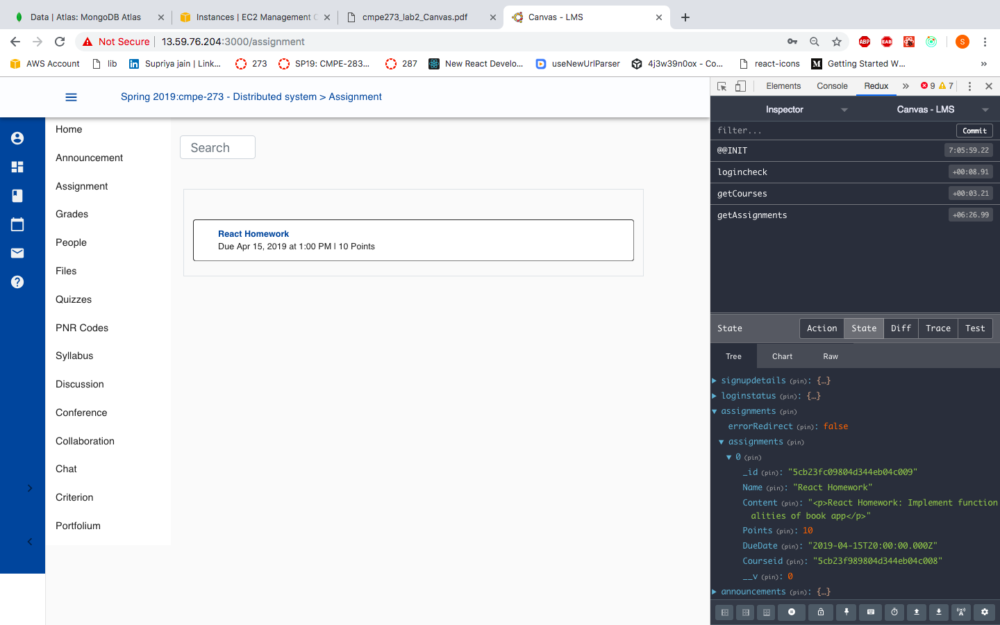 Data | Atlas: MongoDB Atlas
Instances | EC2 Management C
cmpe273_lab2_Canvas.pdf
Canvas - LMS
Not Secure
13.59.76.204:3000/assignment
ABP
EAB
S
AWS Account
lib
Supriya jain | Link...
273
SP19: CMPE-283...
287
New React Develo...
useNewUrlParser
4j3w39n0ox - Co...
react-icons
Getting Started W...
»
Spring 2019:cmpe-273 - Distributed system > Assignment
Home
Announcement
Assignment
Grades
People
Files
Quizzes
PNR Codes
Syllabus
Discussion
Conference
Collaboration
Chat
Criterion
Portfolium
Search
React Homework
Due Apr 15, 2019 at 1:00 PM | 10 Points
Elements Console Redux » 9 7
Inspector
Canvas - LMS
filter...
Commit
@@INIT 7:05:59.22
logincheck +00:08.91
getCourses +00:03.21
getAssignments +06:26.99
State
Action State Diff Trace Test
Tree Chart Raw
signupdetails (pin): {…}
loginstatus (pin): {…}
assignments (pin)
errorRedirect (pin): false
assignments (pin)
0 (pin)
_id (pin): "5cb23fc09804d344eb04c009"
Name (pin): "React Homework"
Content (pin): "<p>React Homework: Implement function
alities of book app</p>"
Points (pin): 10
DueDate (pin): "2019-04-15T20:00:00.000Z"
Courseid (pin): "5cb23f989804d344eb04c008"
__v (pin): 0
announcements (pin): {…}